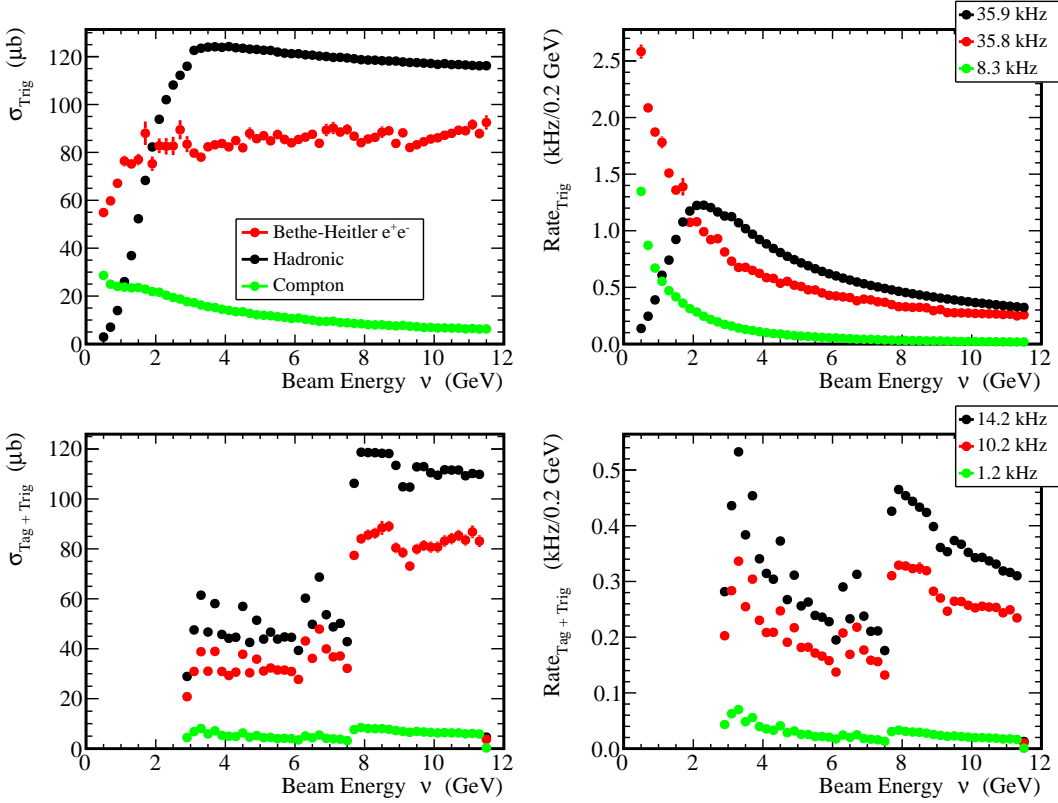 σTrig (μb)
120
100
80
60
40
20
0
Bethe-Heitler e⁺e⁻
Hadronic
Compton
0 2 4 6 8 10 12
Beam Energy ν (GeV)
RateTrig (kHz/0.2 GeV)
35.9 kHz
35.8 kHz
8.3 kHz
2.5
2.0
1.5
1.0
0.5
0.0
0 2 4 6 8 10 12
Beam Energy ν (GeV)
σTag + Trig (μb)
120
100
80
60
40
20
0
0 2 4 6 8 10 12
Beam Energy ν (GeV)
RateTag + Trig (kHz/0.2 GeV)
14.2 kHz
10.2 kHz
1.2 kHz
0.5
0.4
0.3
0.2
0.1
0.0
0 2 4 6 8 10 12
Beam Energy ν (GeV)